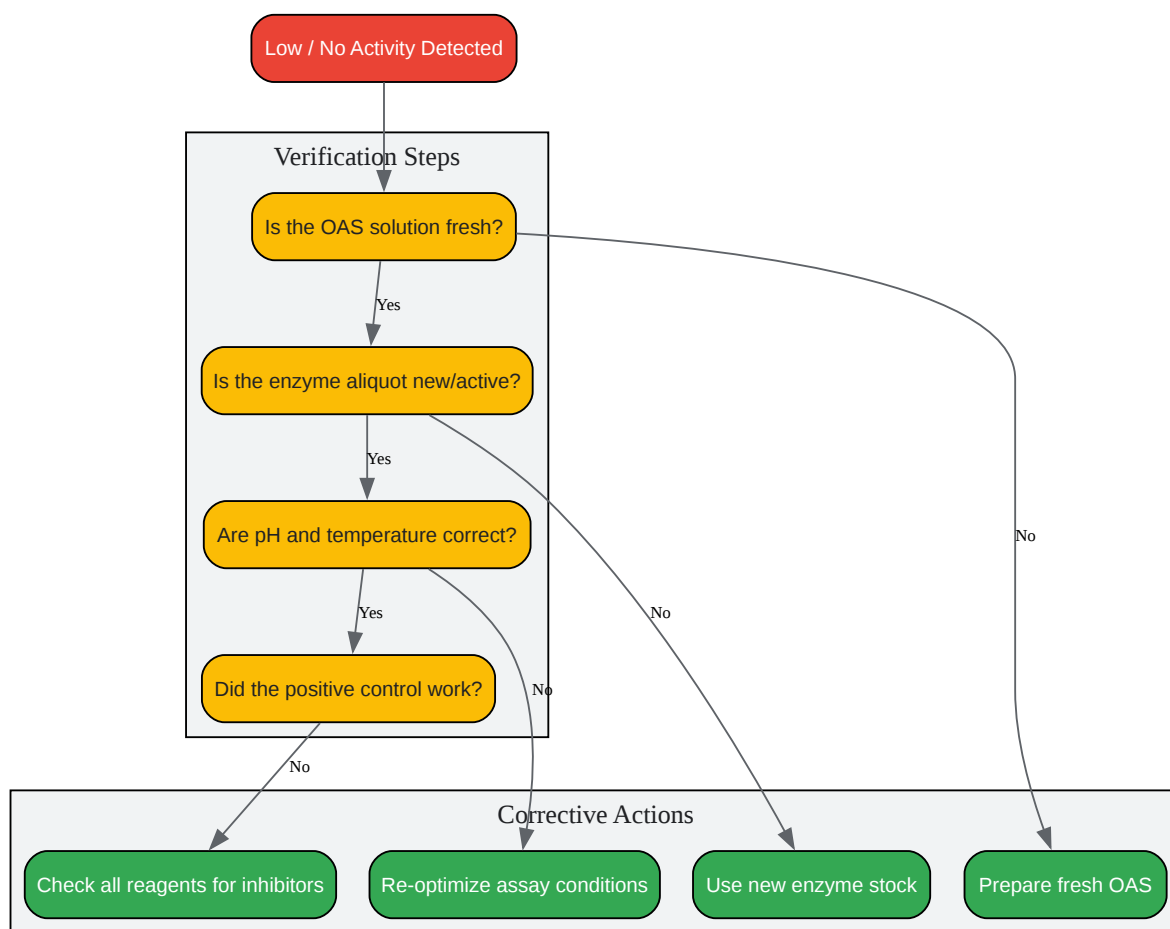 Low / No Activity Detected
Verification Steps
Is the OAS solution fresh?
Yes
Is the enzyme aliquot new/active?
Yes
Are pH and temperature correct?
No
Yes
No
Did the positive control work?
No
No
Corrective Actions
Check all reagents for inhibitors
Re-optimize assay conditions
Use new enzyme stock
Prepare fresh OAS